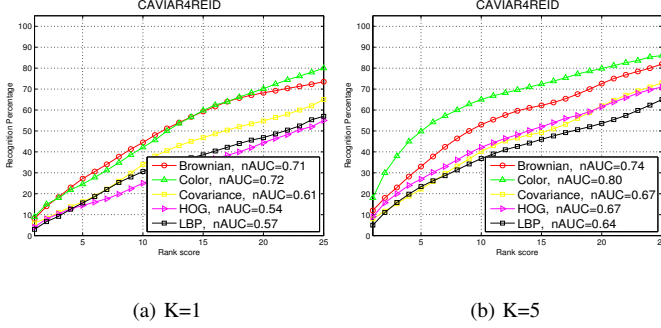 CAVIAR4REID
Recognition Percentage
100
90
80
70
60
50
40
30
20
10
0
5
10
15
20
25
Rank score
Brownian, nAUC=0.71
Color, nAUC=0.72
Covariance, nAUC=0.61
HOG, nAUC=0.54
LBP, nAUC=0.57
(a) K=1
CAVIAR4REID
Recognition Percentage
100
90
80
70
60
50
40
30
20
10
0
5
10
15
20
Rank score
Brownian, nAUC=0.74
Color, nAUC=0.80
Covariance, nAUC=0.67
HOG, nAUC=0.67
LBP, nAUC=0.64
(b) K=5